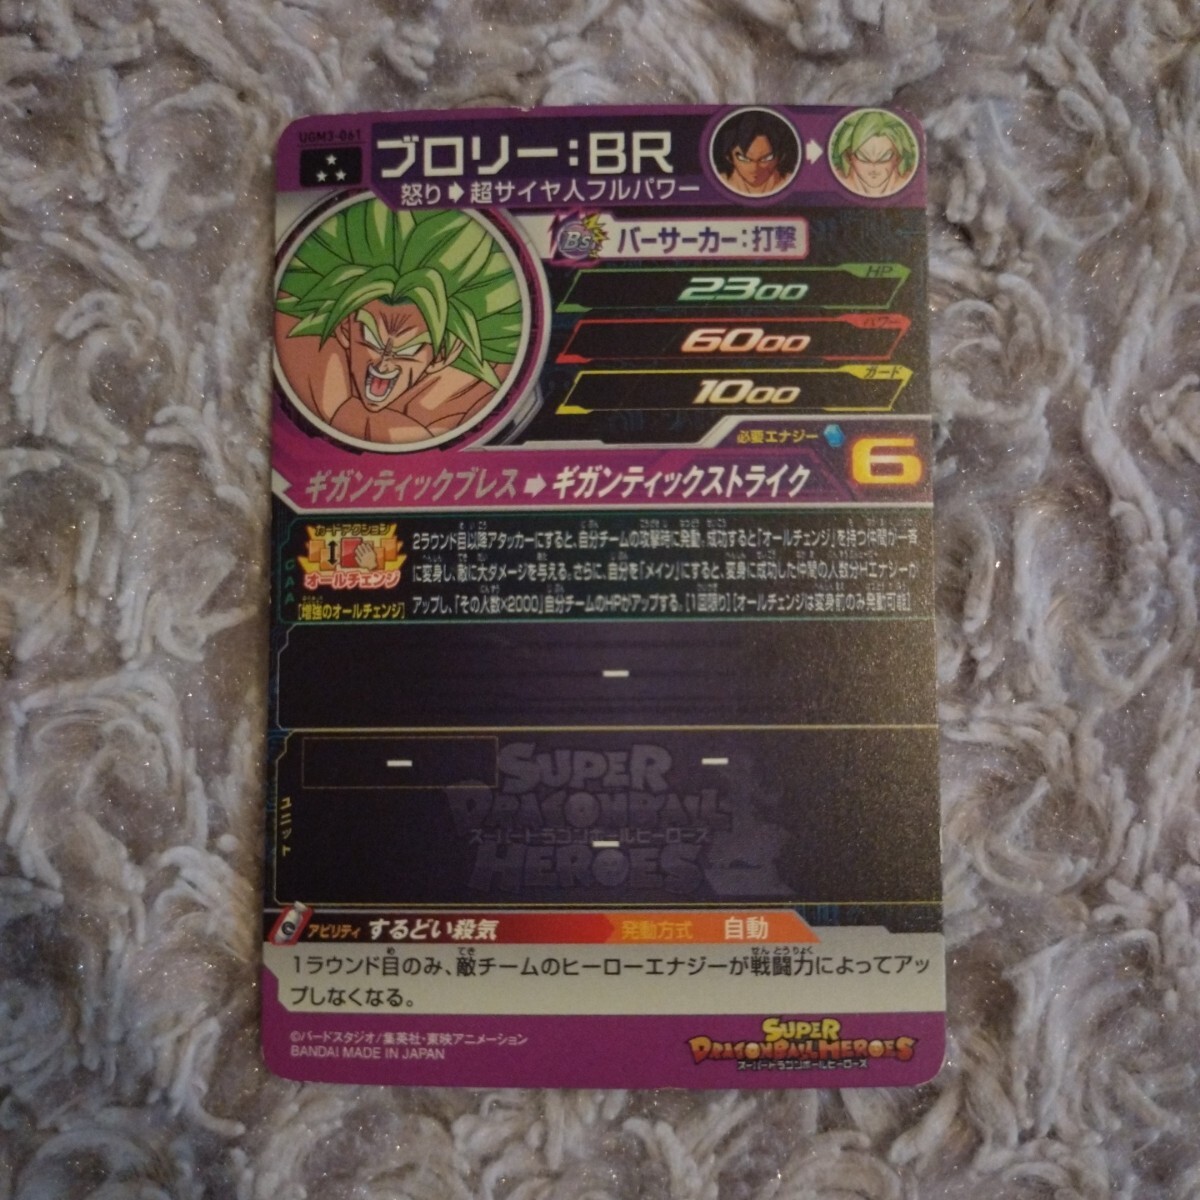 UGM3-061
ブロリー:BR
怒り➡超サイヤ人フルパワー
Bs バーサーカー:打撃
HP
2300
パワー
6000
ガード
1000
必要エナジー
6
ギガンティックブレス➡ギガンティックストライク
CAA
カードアクション
オールチェンジ
[増強のオールチェンジ]
2ラウンド目以降アタッカーにすると、自分チームの攻撃時に発動。成功すると「オールチェンジ」を持つ仲間が一斉
に変身し、敵に大ダメージを与える。さらに、自分を「メイン」にすると、変身に成功した仲間の人数分Hエナジーが
アップし、「その人数×2000」自分チームのHPがアップする。[1回限り][オールチェンジは変身前のみ発動可能]
ー
ユニット
ー
ー
ー
SUPER
DRAGONBALL
スーパードラゴンボールヒーローズ
HEROES
アビリティ するどい殺気 発動方式 自動
1ラウンド目のみ、敵チームのヒーローエナジーが戦闘力によってアッ
プしなくなる。
©バードスタジオ/集英社・東映アニメーション
BANDAI MADE IN JAPAN
SUPER
DRAGONBALL HEROES
スーパードラゴンボールヒーローズ